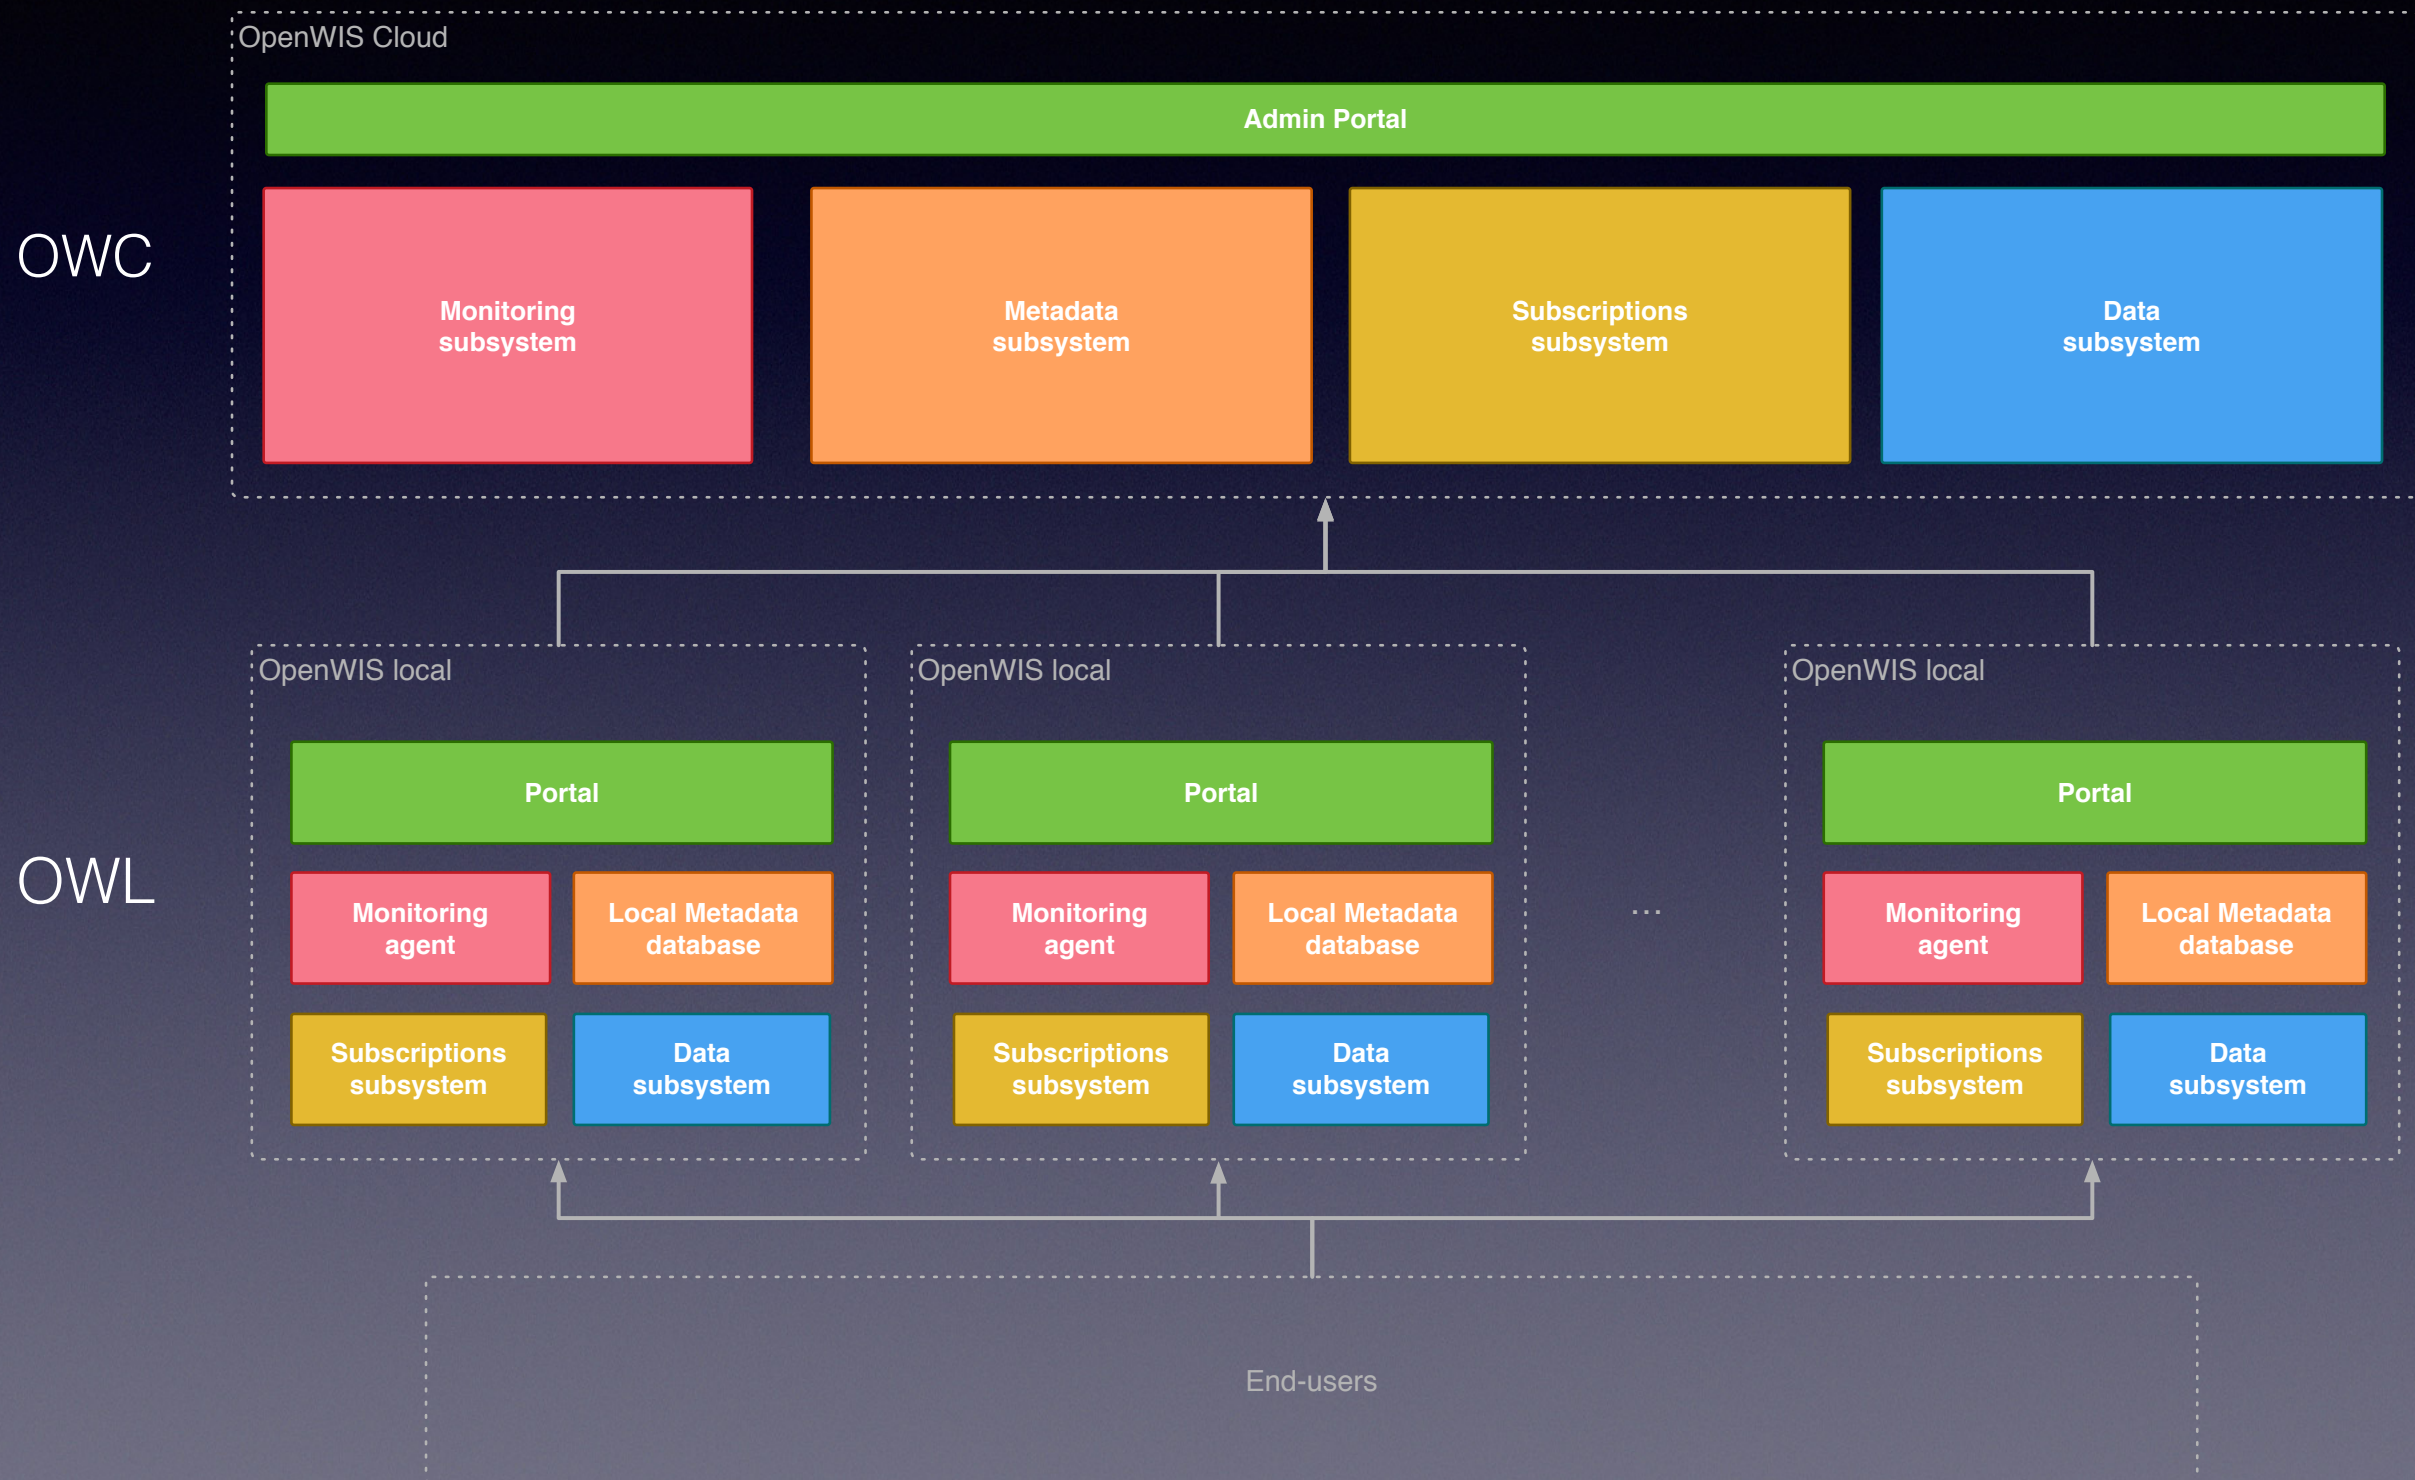 OpenWIS Cloud
Admin Portal
OWC
Monitoring
subsystem
Metadata
subsystem
Subscriptions
subsystem
Data
subsystem
OpenWIS local
OpenWIS local
OpenWIS local
Portal
Portal
Portal
OWL
Monitoring
agent
Local Metadata
database
Monitoring
agent
Local Metadata
database
...
Monitoring
agent
Local Metadata
database
Subscriptions
subsystem
Data
subsystem
Subscriptions
subsystem
Data
subsystem
Subscriptions
subsystem
Data
subsystem
End-users